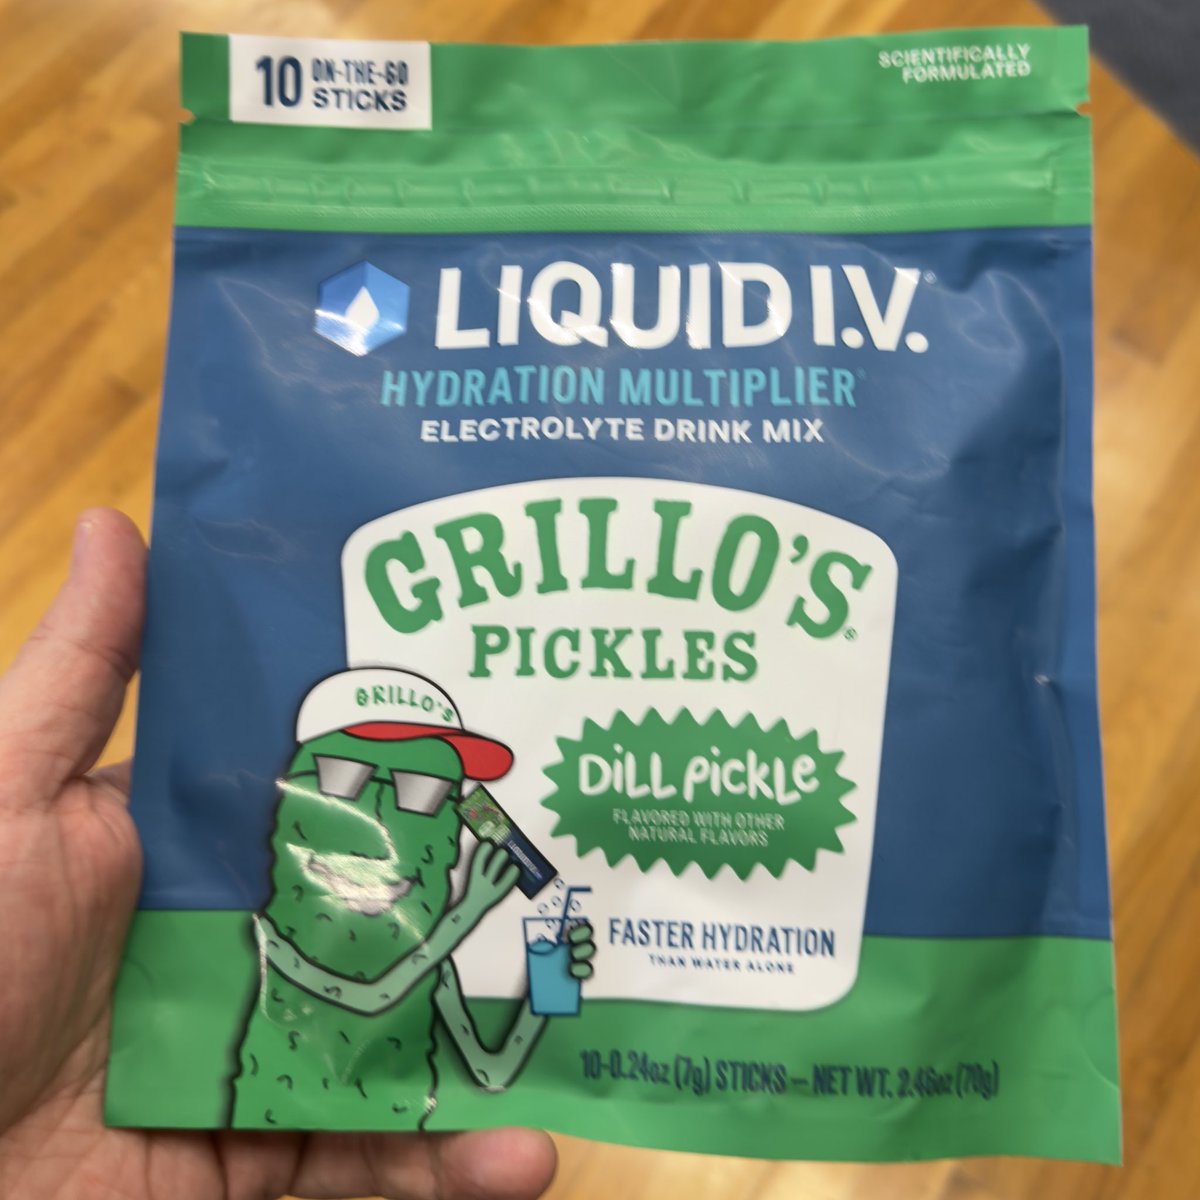 10 ON-THE-GO
STICKS
SCIENTIFICALLY
FORMULATED
LIQUID I.V.
HYDRATION MULTIPLIER
ELECTROLYTE DRINK MIX
GRILLO'S
PICKLES
GRILLO'S
DiLL pickLe
FLAVORED WITH OTHER
NATURAL FLAVORS
LIQUID I.V.
FASTER HYDRATION
THAN WATER ALONE
10-0.24oz (7g) STICKS – NET WT. 2.46oz (70g)